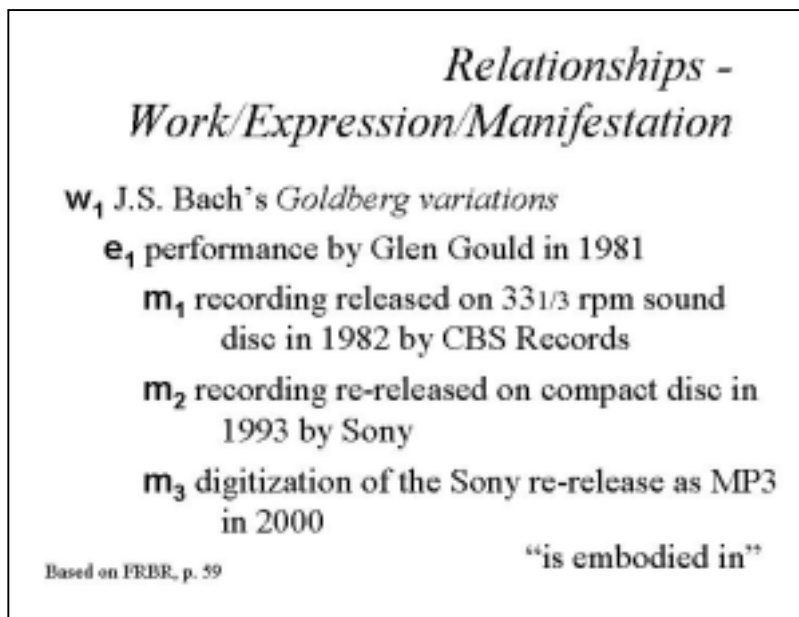 Relationships -
Work/Expression/Manifestation
w1 J.S. Bach's Goldberg variations
e1 performance by Glen Gould in 1981
m1 recording released on 33 1/3 rpm sound
disc in 1982 by CBS Records
m2 recording re-released on compact disc in
1993 by Sony
m3 digitization of the Sony re-release as MP3
in 2000
"is embodied in"
Based on FRBR, p. 59